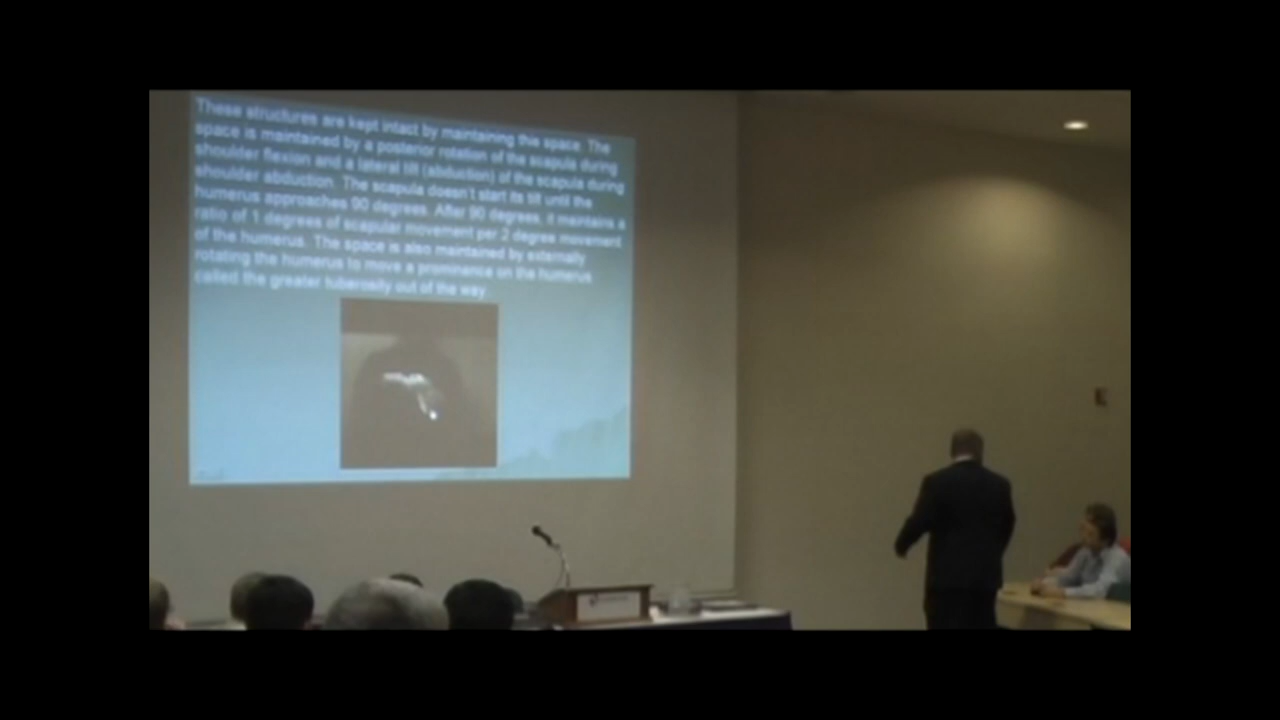 These structures are kept intact by maintaining this space. The
space is maintained by a posterior rotation of the scapula during
shoulder flexion and a lateral tilt (abduction) of the scapula during
shoulder abduction. The scapula doesn't start its tilt until the
humerus approaches 90 degrees. After 90 degrees, it maintains a
ratio of 1 degrees of scapular movement per 2 degree movement
of the humerus. The space is also maintained by externally
rotating the humerus to move a prominence on the humerus
called the greater tuberosity out of the way.